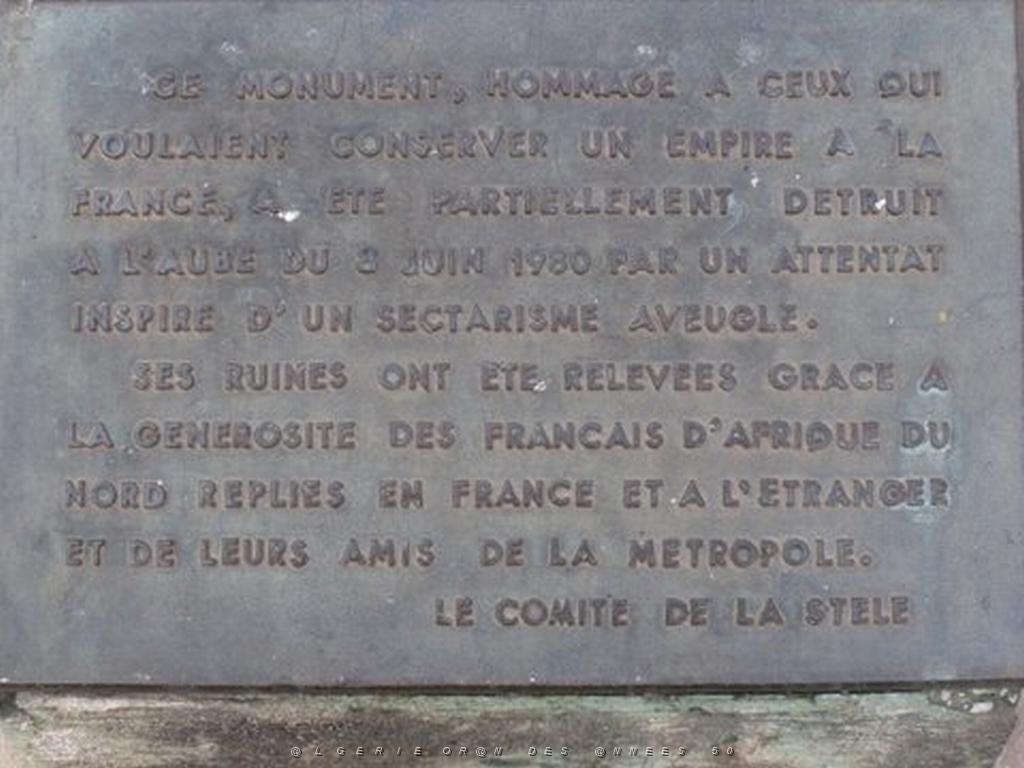 CE MONUMENT, HOMMAGE A CEUX QUI
VOULAIENT CONSERVER UN EMPIRE A LA
FRANCE, A ETE PARTIELLEMENT DETRUIT
A L'AUBE DU 8 JUIN 1980 PAR UN ATTENTAT
INSPIRE D'UN SECTARISME AVEUGLE.
SES RUINES ONT ETE RELEVEES GRACE A
LA GENEROSITE DES FRANCAIS D'AFRIQUE DU
NORD REPLIES EN FRANCE ET A L'ETRANGER
ET DE LEURS AMIS DE LA METROPOLE.
LE COMITE DE LA STELE
@LGERIE OR@N DES @NNEES 50